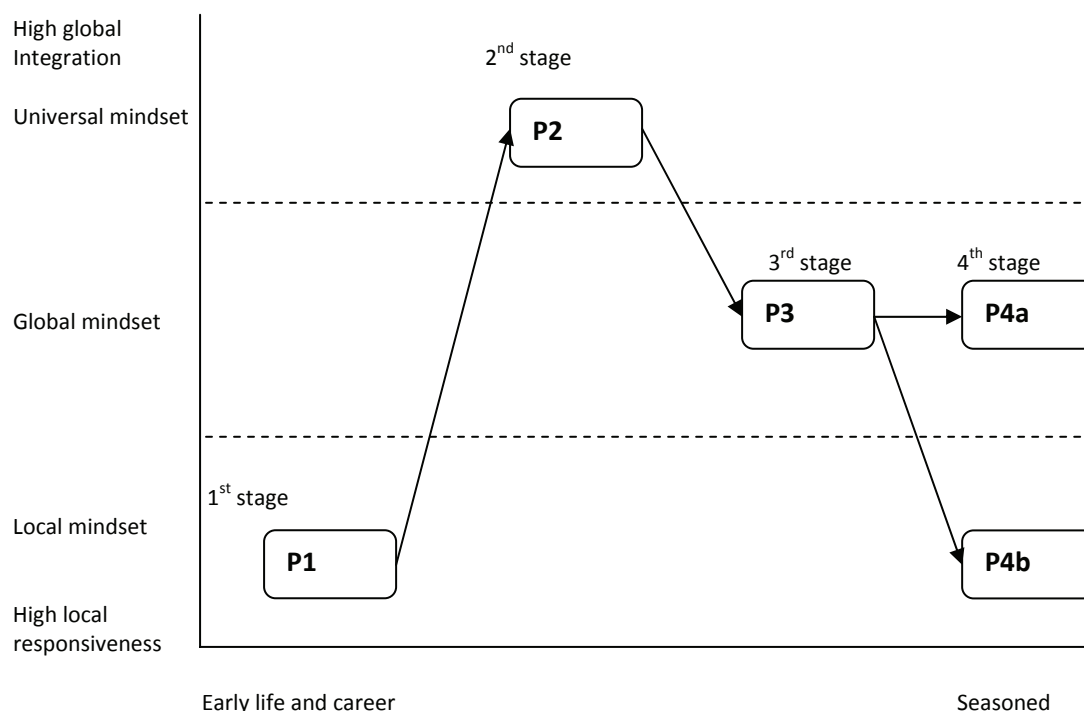 High global
Integration
2nd stage
Universal mindset
P2
3rd stage
4th stage
Global mindset
P3
P4a
1st stage
Local mindset
P1
P4b
High local
responsiveness
Early life and career
Seasoned